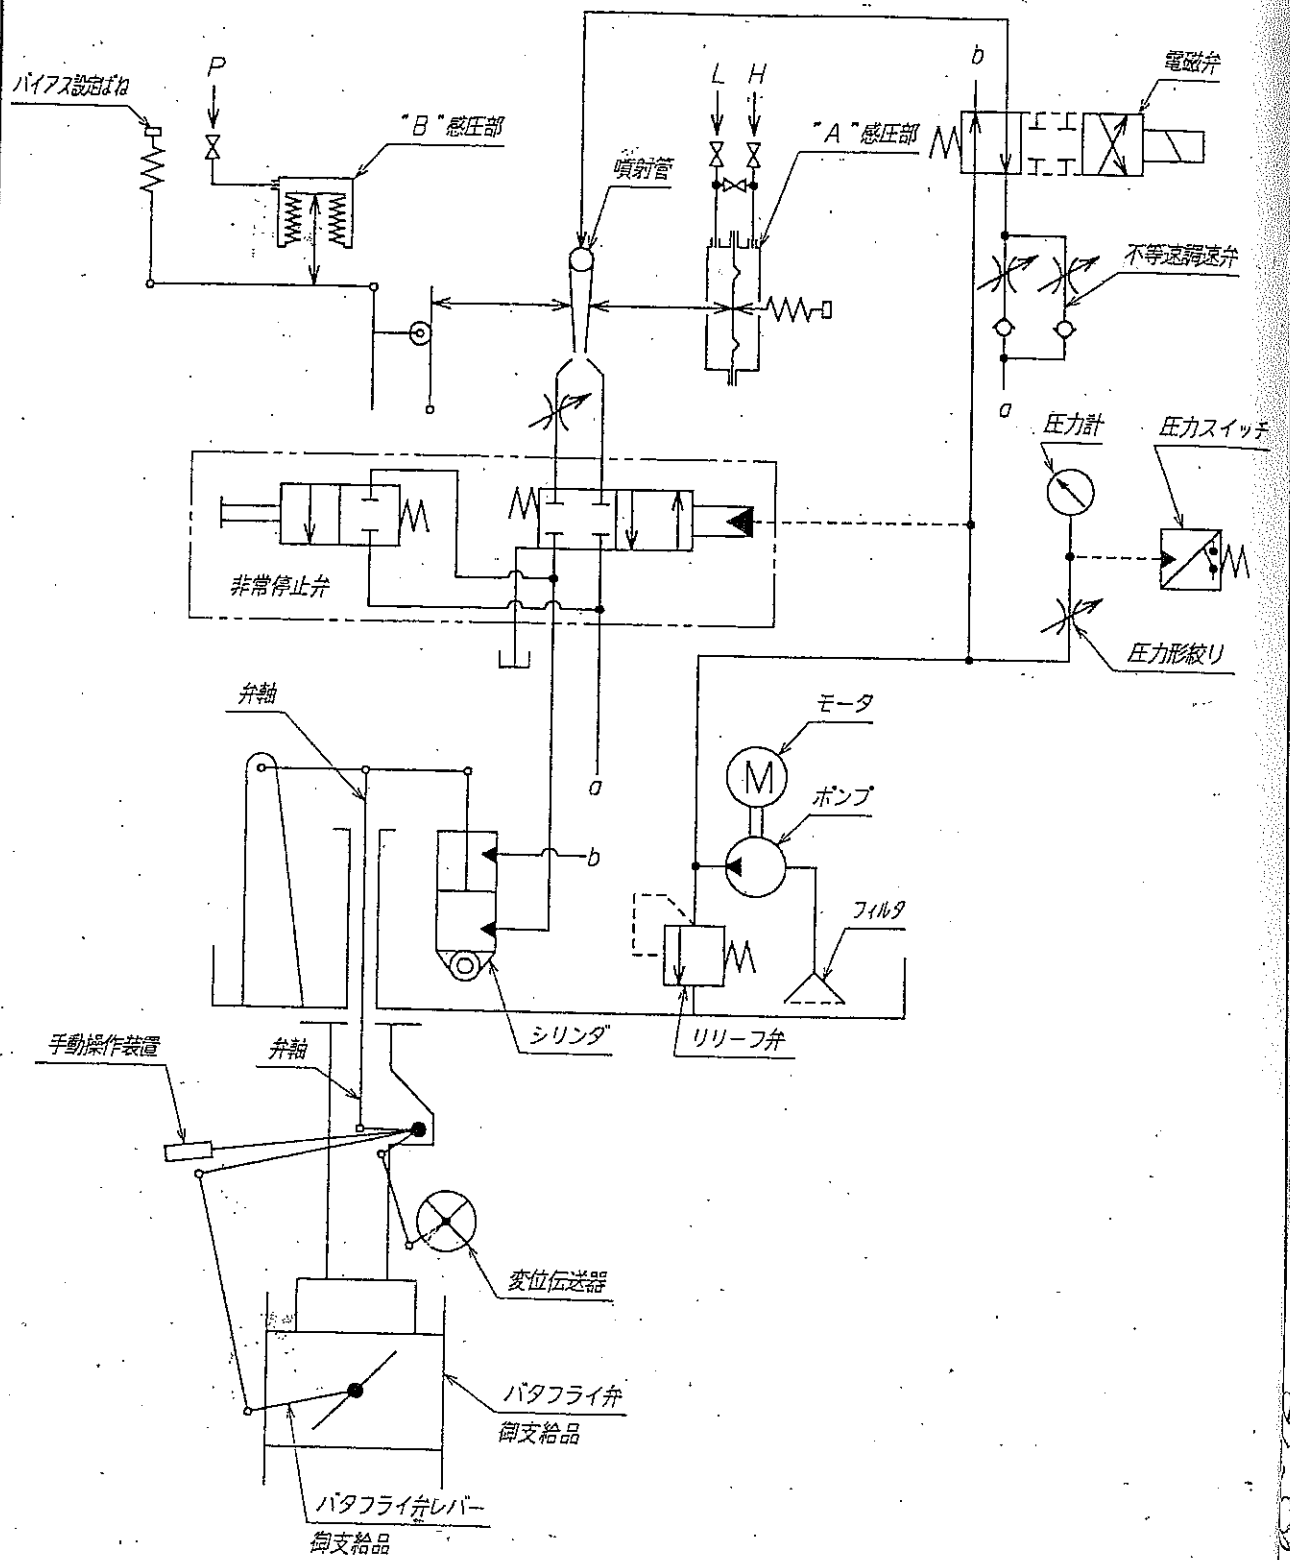 b
電磁弁
P
L H
バイアス設定ばね
"B"感圧部
"A"感圧部
噴射管
不等速調速弁
a
圧力計
圧力スイッチ
非常停止弁
圧力形絞り
弁軸
モータ
a
ポンプ
b
フィルタ
M
シリンダ
リリーフ弁
手動操作装置
弁軸
変位伝送器
バタフライ弁
御支給品
バタフライ弁レバー
御支給品